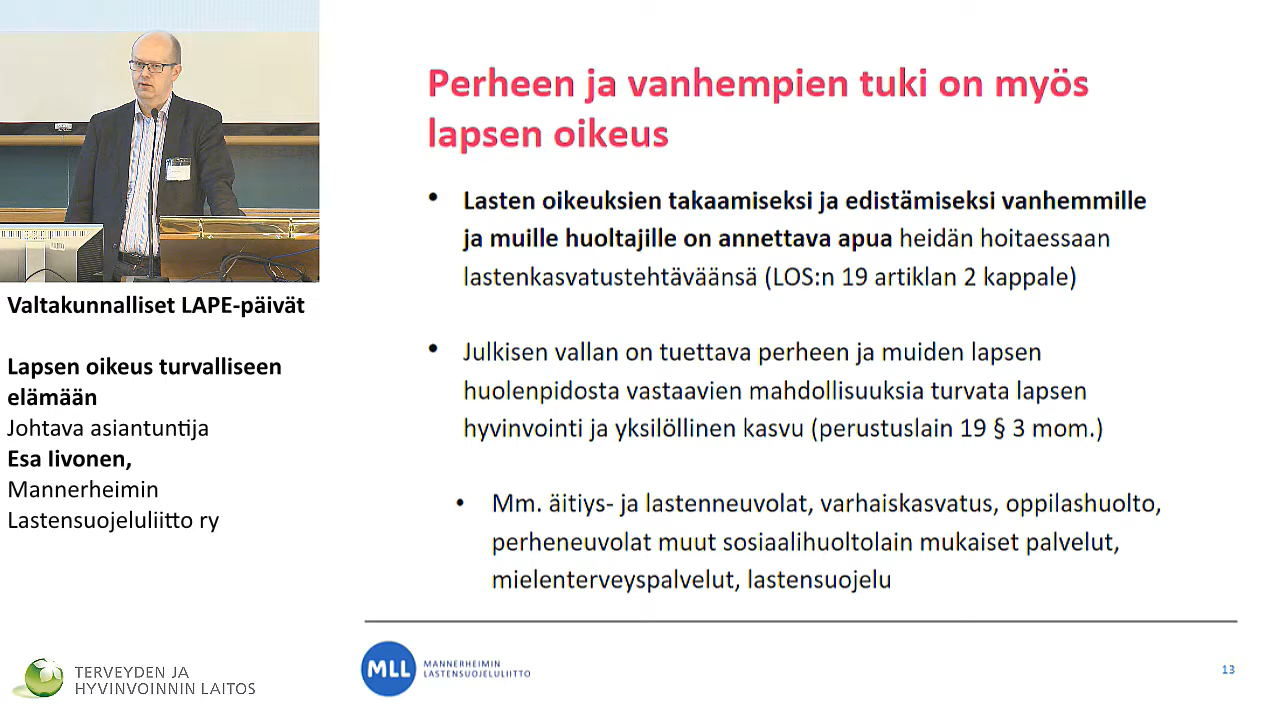 Valtakunnalliset LAPE-päivät
Lapsen oikeus turvalliseen
elämään
Johtava asiantuntija
Esa Iivonen,
Mannerheimin
Lastensuojeluliitto ry
TERVEYDEN JA
HYVINVOINNIN LAITOS
Perheen ja vanhempien tuki on myös
lapsen oikeus
• Lasten oikeuksien takaamiseksi ja edistämiseksi vanhemmille
ja muille huoltajille on annettava apua heidän hoitaessaan
lastenkasvatustehtäväänsä (LOS:n 19 artiklan 2 kappale)
• Julkisen vallan on tuettava perheen ja muiden lapsen
huolenpidosta vastaavien mahdollisuuksia turvata lapsen
hyvinvointi ja yksilöllinen kasvu (perustuslain 19 § 3 mom.)
• Mm. äitiys- ja lastenneuvolat, varhaiskasvatus, oppilashuolto,
perheneuvolat muut sosiaalihuoltolain mukaiset palvelut,
mielenterveyspalvelut, lastensuojelu
MLL
MANNERHEIMIN
LASTENSUOJELULIITTO
13